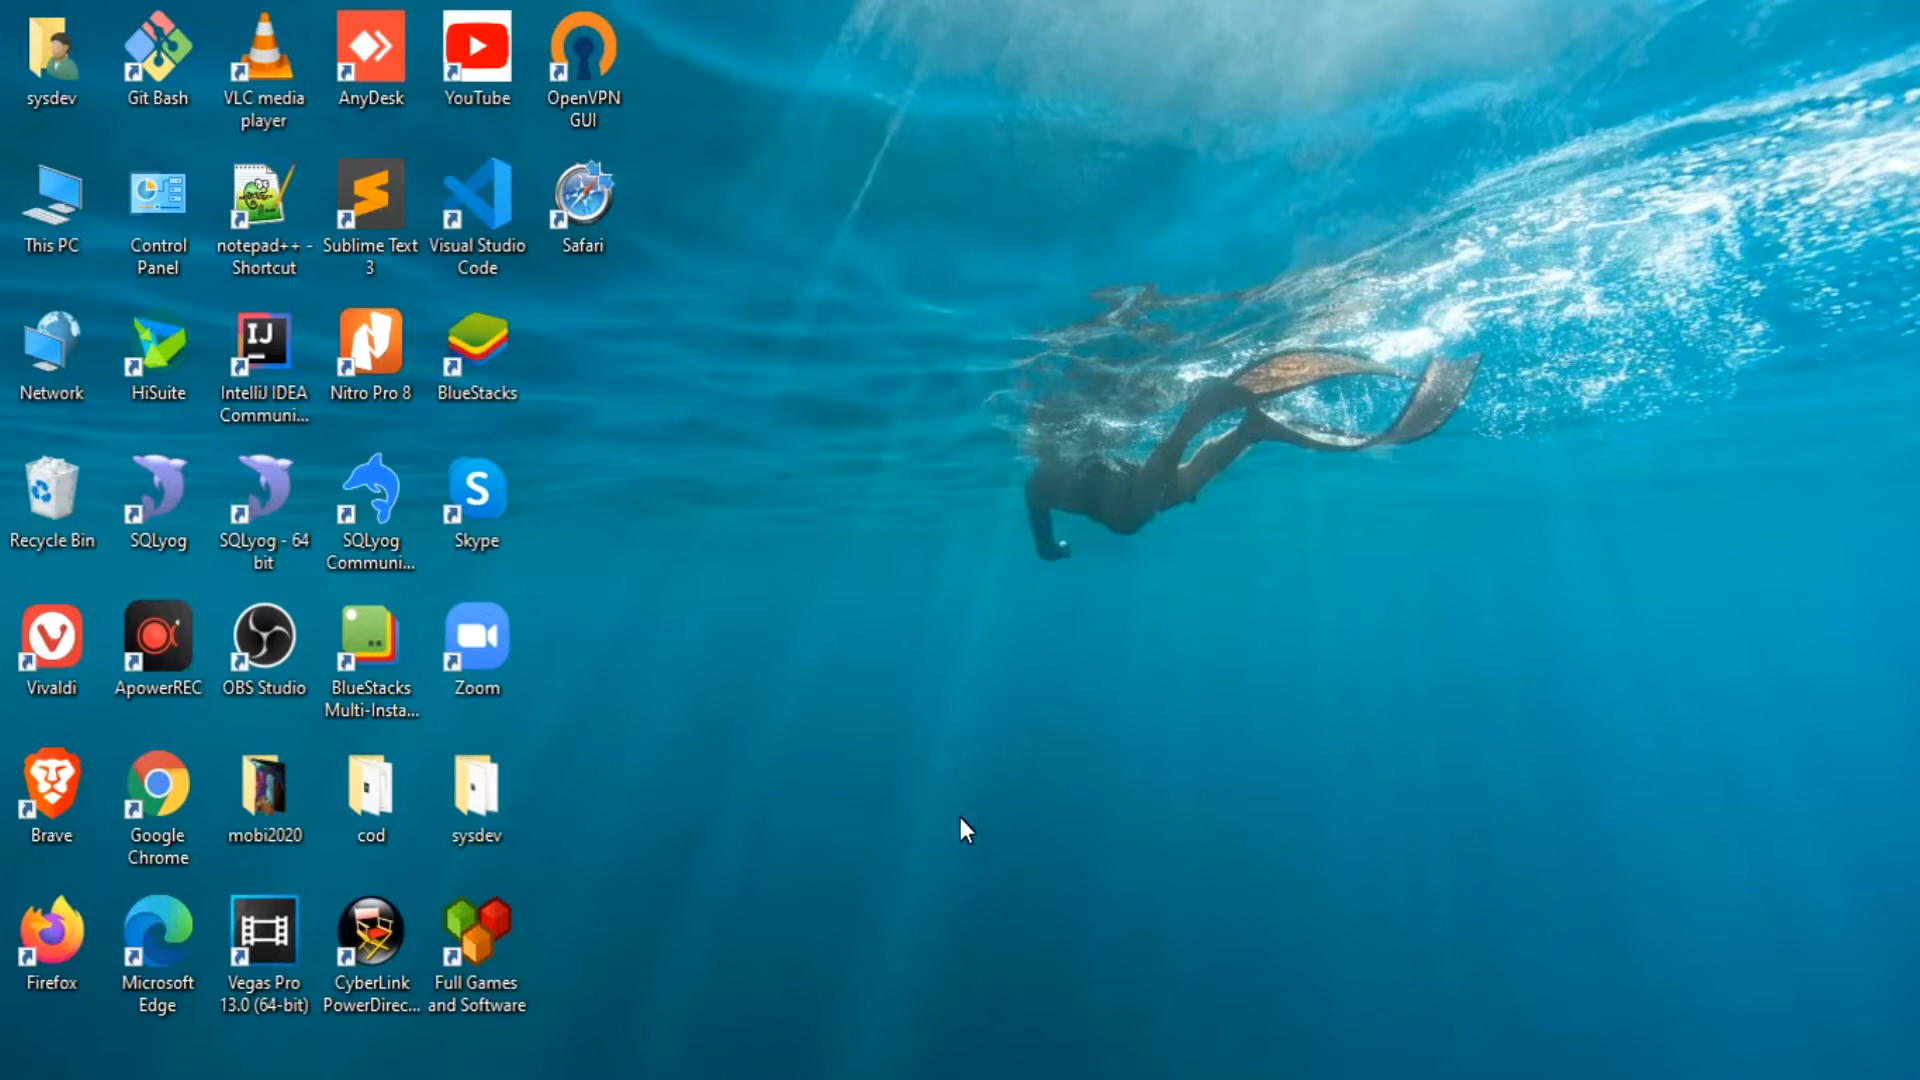 sysdev
Git Bash
VLC media
player
AnyDesk
YouTube
OpenVPN
GUI
This PC
Control
Panel
notepad++ -
Shortcut
Sublime Text
3
Visual Studio
Code
Safari
Network
HiSuite
IJ
IntelliJ IDEA
Communi...
Nitro Pro 8
BlueStacks
Recycle Bin
SQLyog
SQLyog - 64
bit
SQLyog
Communi...
S
Skype
Vivaldi
ApowerREC
OBS Studio
BlueStacks
Multi-Insta...
Zoom
Brave
Google
Chrome
mobi2020
cod
sysdev
Firefox
Microsoft
Edge
Vegas Pro
13.0 (64-bit)
CyberLink
PowerDirec...
Full Games
and Software